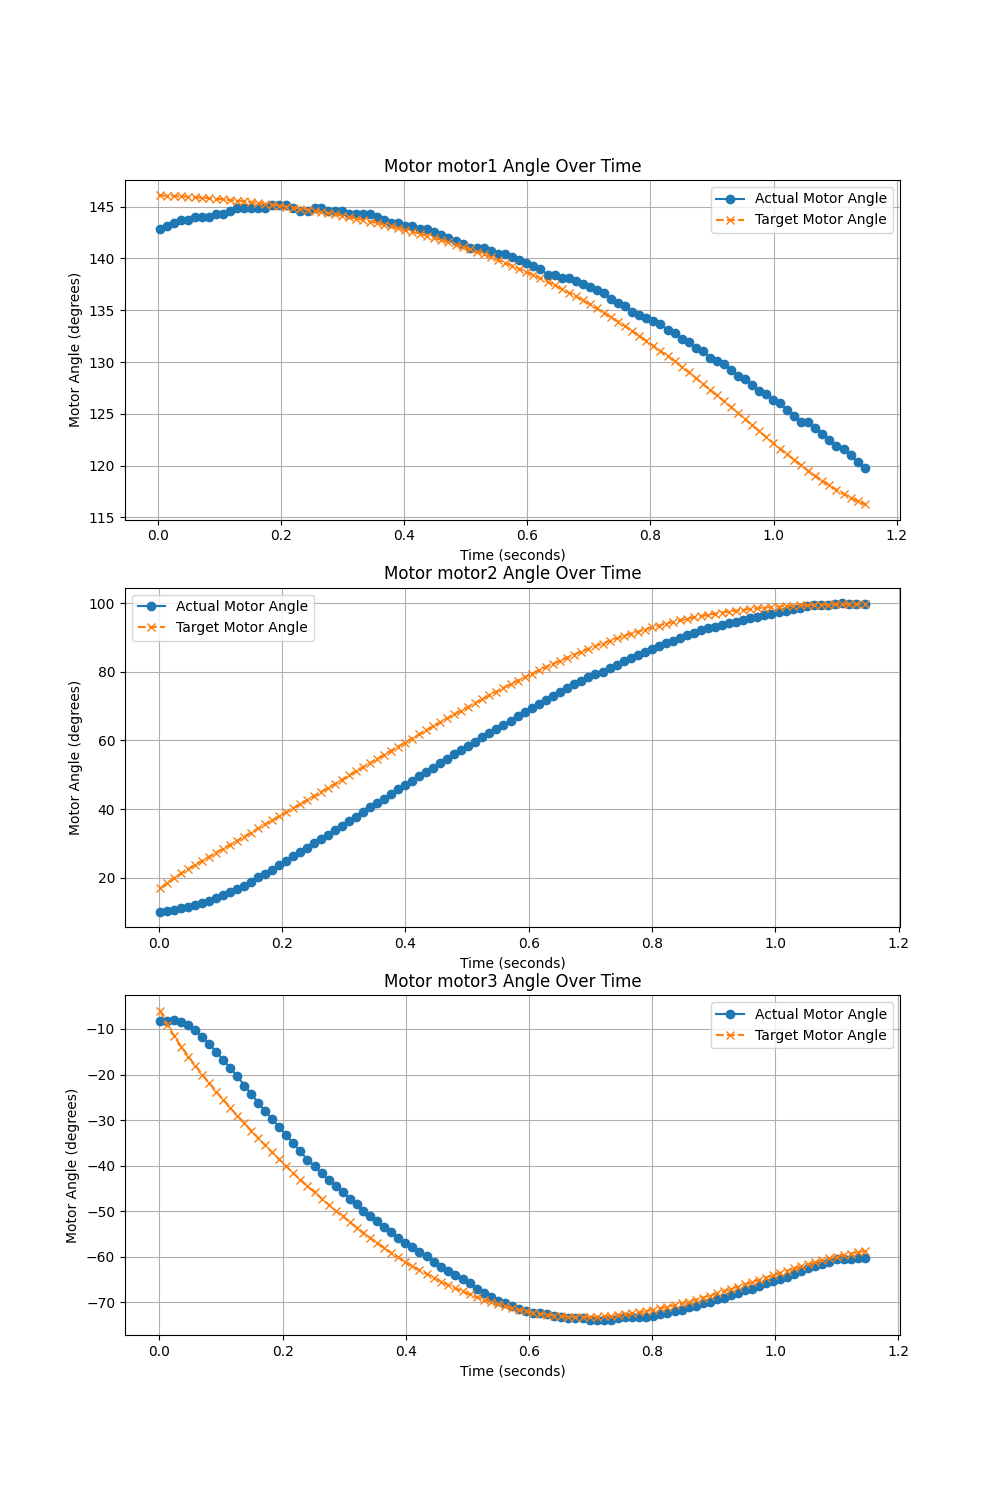 Motor motor1 Angle Over Time
Motor Angle (degrees)
145
140
135
130
125
120
115
Actual Motor Angle
Target Motor Angle
0.0 0.2 0.4 0.6 0.8 1.0 1.2
Time (seconds)
Motor motor2 Angle Over Time
Motor Angle (degrees)
100
80
60
40
20
Actual Motor Angle
Target Motor Angle
0.0 0.2 0.4 0.6 0.8 1.0 1.2
Time (seconds)
Motor motor3 Angle Over Time
Motor Angle (degrees)
−10
−20
−30
−40
−50
−60
−70
Actual Motor Angle
Target Motor Angle
0.0 0.2 0.4 0.6 0.8 1.0 1.2
Time (seconds)